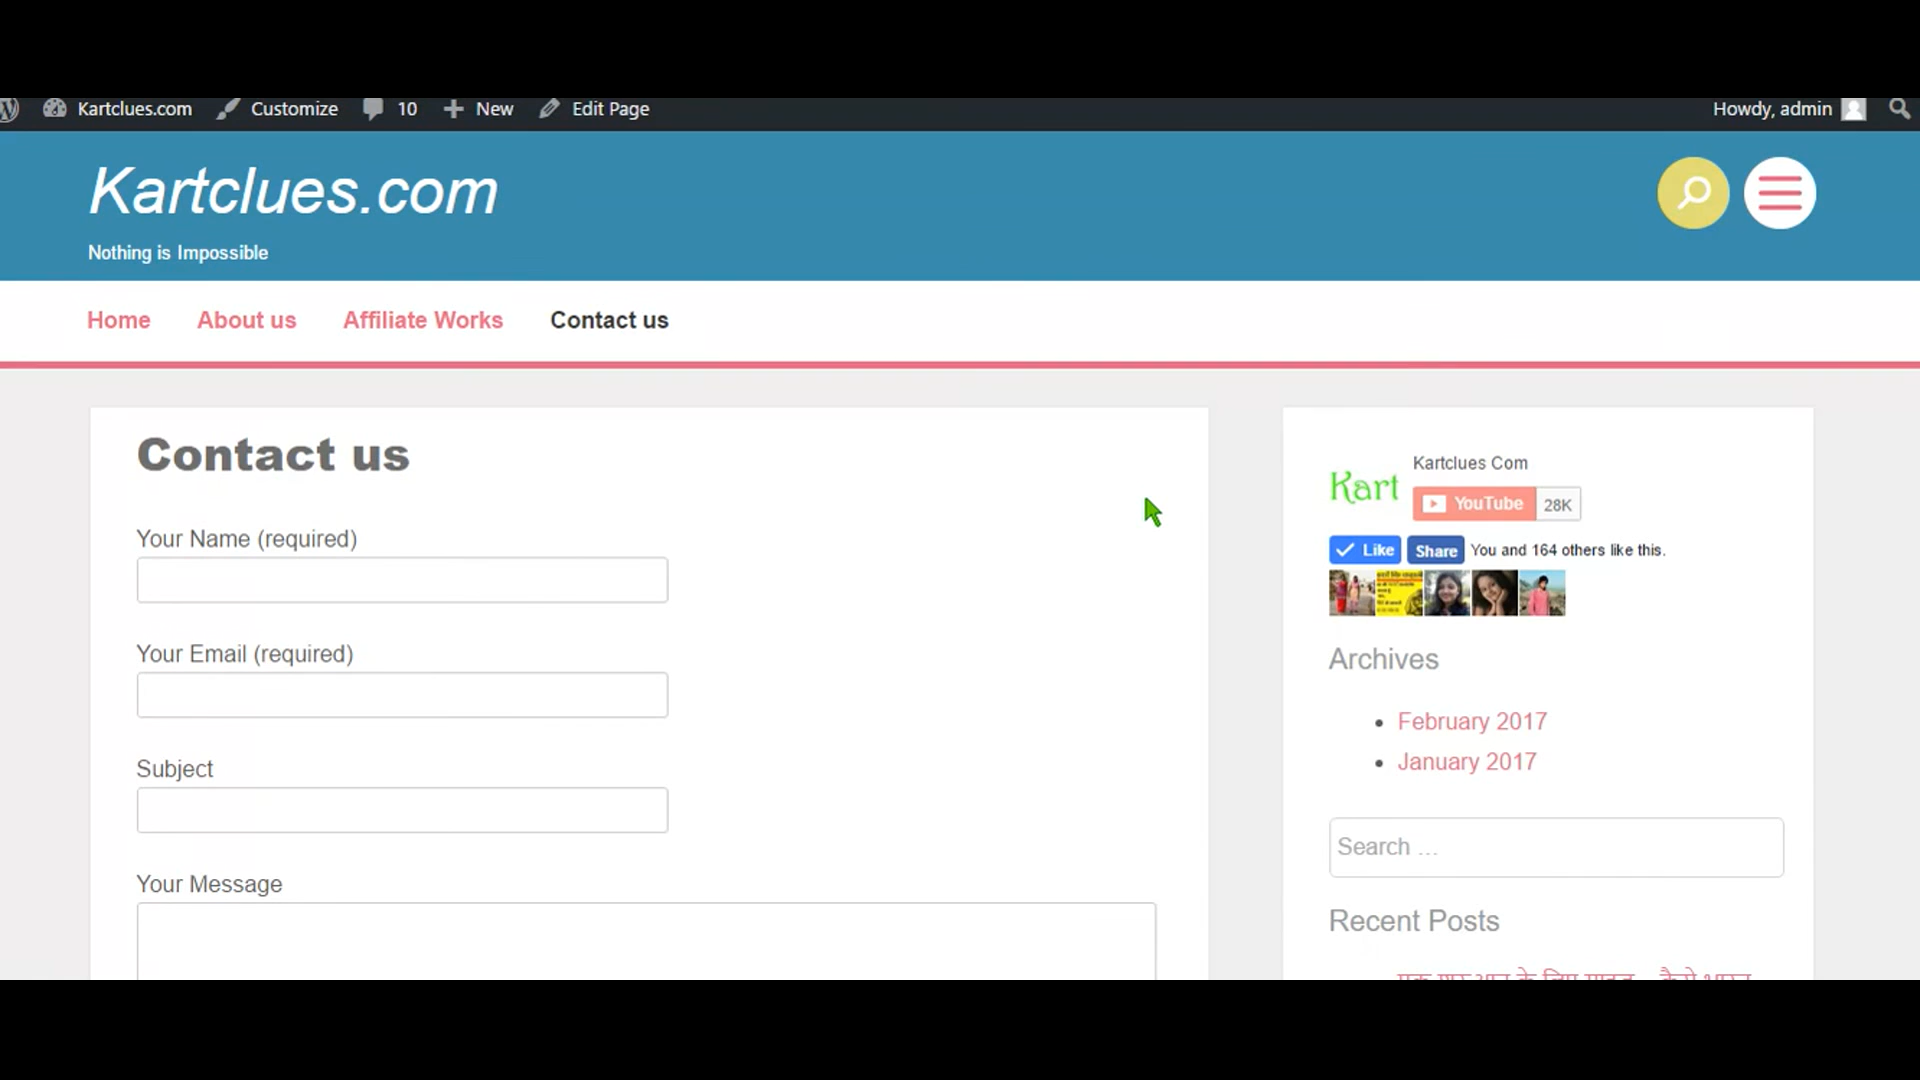 Kartclues.com Customize 10 New Edit Page Howdy, admin
Kartclues.com
Nothing is Impossible
Home About us Affiliate Works Contact us
Contact us
Your Name (required)
Your Email (required)
Subject
Your Message
Kart
Kartclues Com
YouTube 28K
Like Share You and 164 others like this.
Archives
February 2017
January 2017
Search ...
Recent Posts